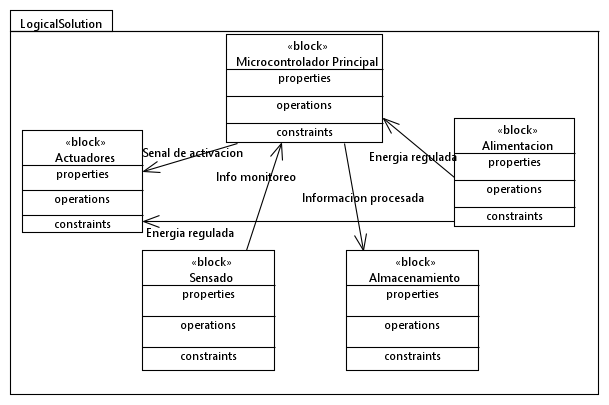 LogicalSolution
«block»
Microcontrolador Principal
properties
operations
constraints
«block»
Actuadores
properties
operations
constraints
Senal de activacion
Info monitoreo
Energia regulada
«block»
Alimentacion
properties
operations
constraints
Informacion procesada
Energia regulada
«block»
Sensado
properties
operations
constraints
«block»
Almacenamiento
properties
operations
constraints